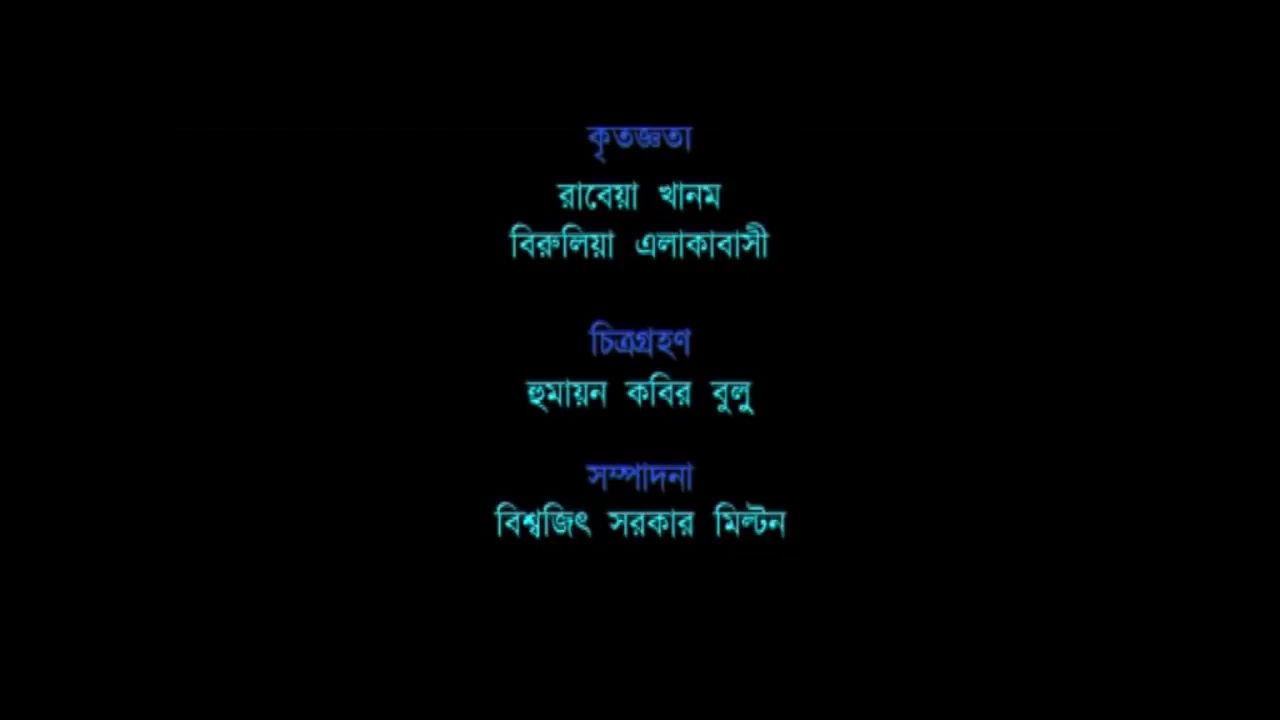 কৃতজ্ঞতা
রাবেয়া খানম
বিরুলিয়া এলাকাবাসী
চিত্রগ্রহণ
হুমায়ন কবির বুলু
সম্পাদনা
বিশ্বজিৎ সরকার মিল্টন